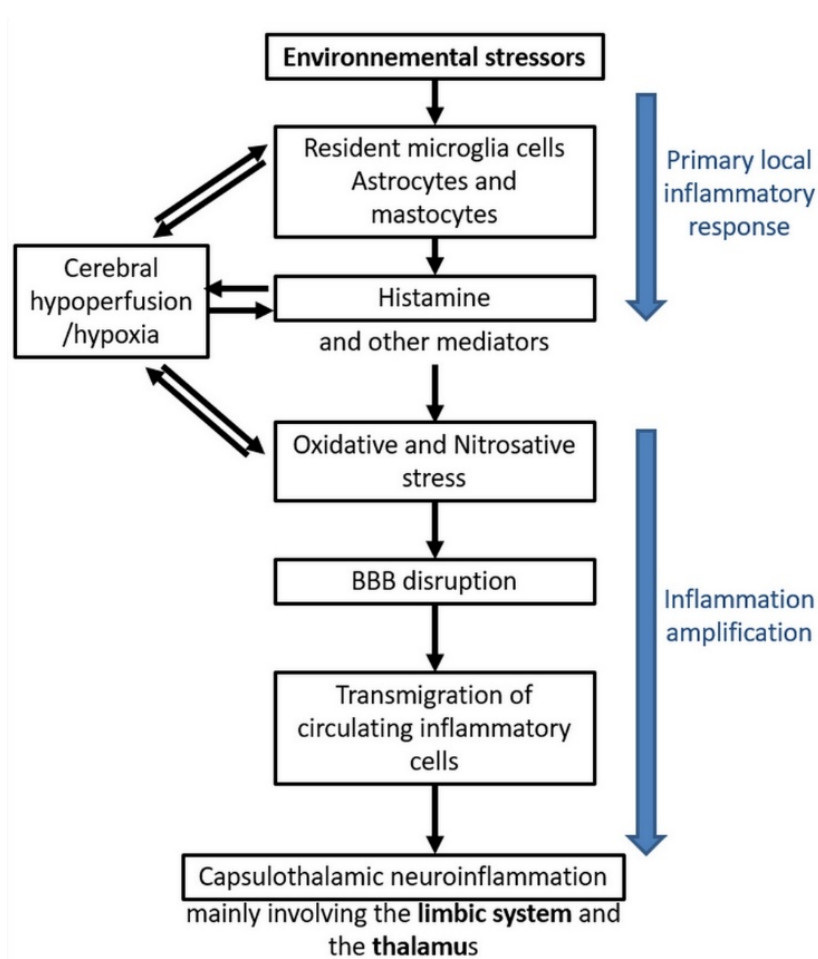 Environnemental stressors
Resident microglia cells
Astrocytes and
mastocytes
Primary local
inflammatory
response
Cerebral
hypoperfusion
/hypoxia
Histamine
and other mediators
Oxidative and Nitrosative
stress
BBB disruption
Inflammation
amplification
Transmigration of
circulating inflammatory
cells
Capsulothalamic neuroinflammation
mainly involving the limbic system and
the thalamus